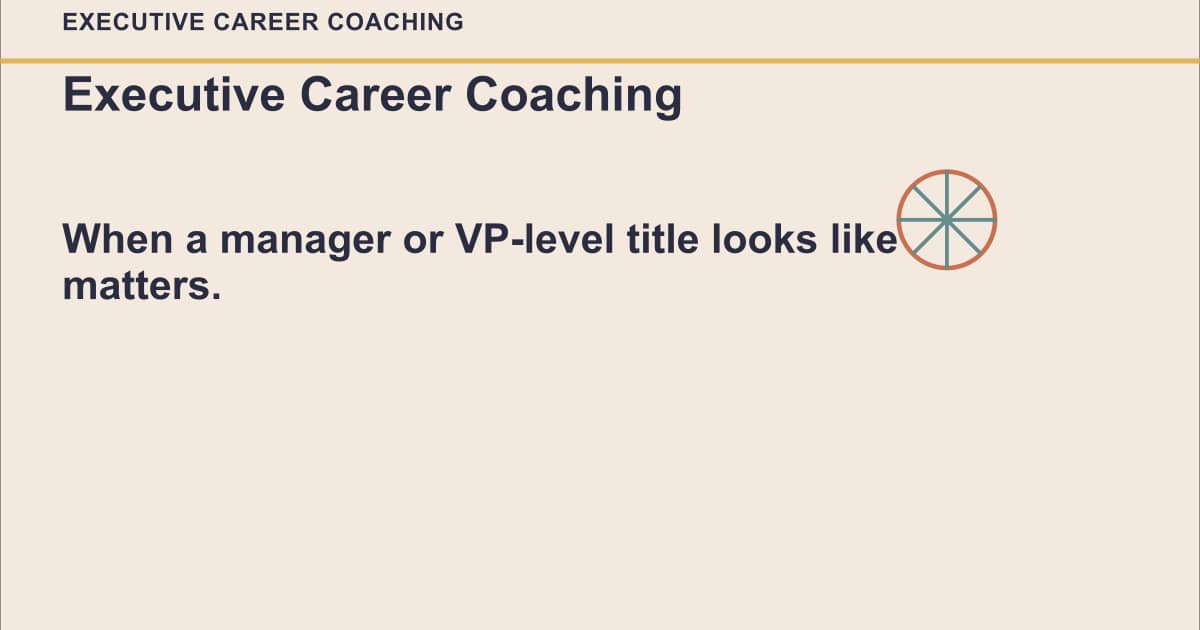 EXECUTIVE CAREER COACHING
Executive Career Coaching
When a manager or VP-level title looks like
matters.